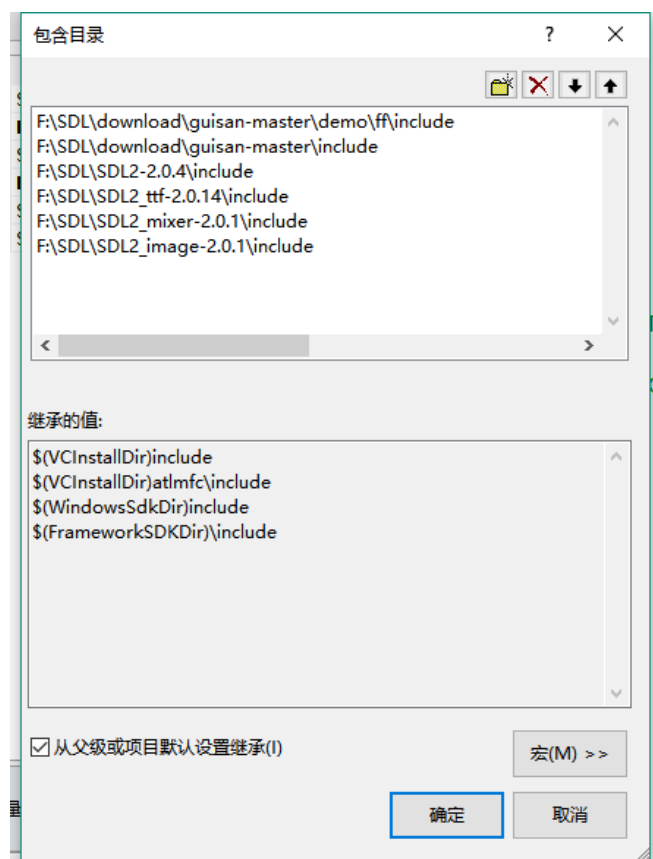 包含目录
F:\SDL\download\guisan-master\demo\ff\include
F:\SDL\download\guisan-master\include
F:\SDL\SDL2-2.0.4\include
F:\SDL\SDL2_ttf-2.0.14\include
F:\SDL\SDL2_mixer-2.0.1\include
F:\SDL\SDL2_image-2.0.1\include
继承的值:
$(VCInstallDir)include
$(VCInstallDir)atlmfc\include
$(WindowsSdkDir)include
$(FrameworkSDKDir)\include
从父级或项目默认设置继承(I)
宏(M) >>
确定
取消